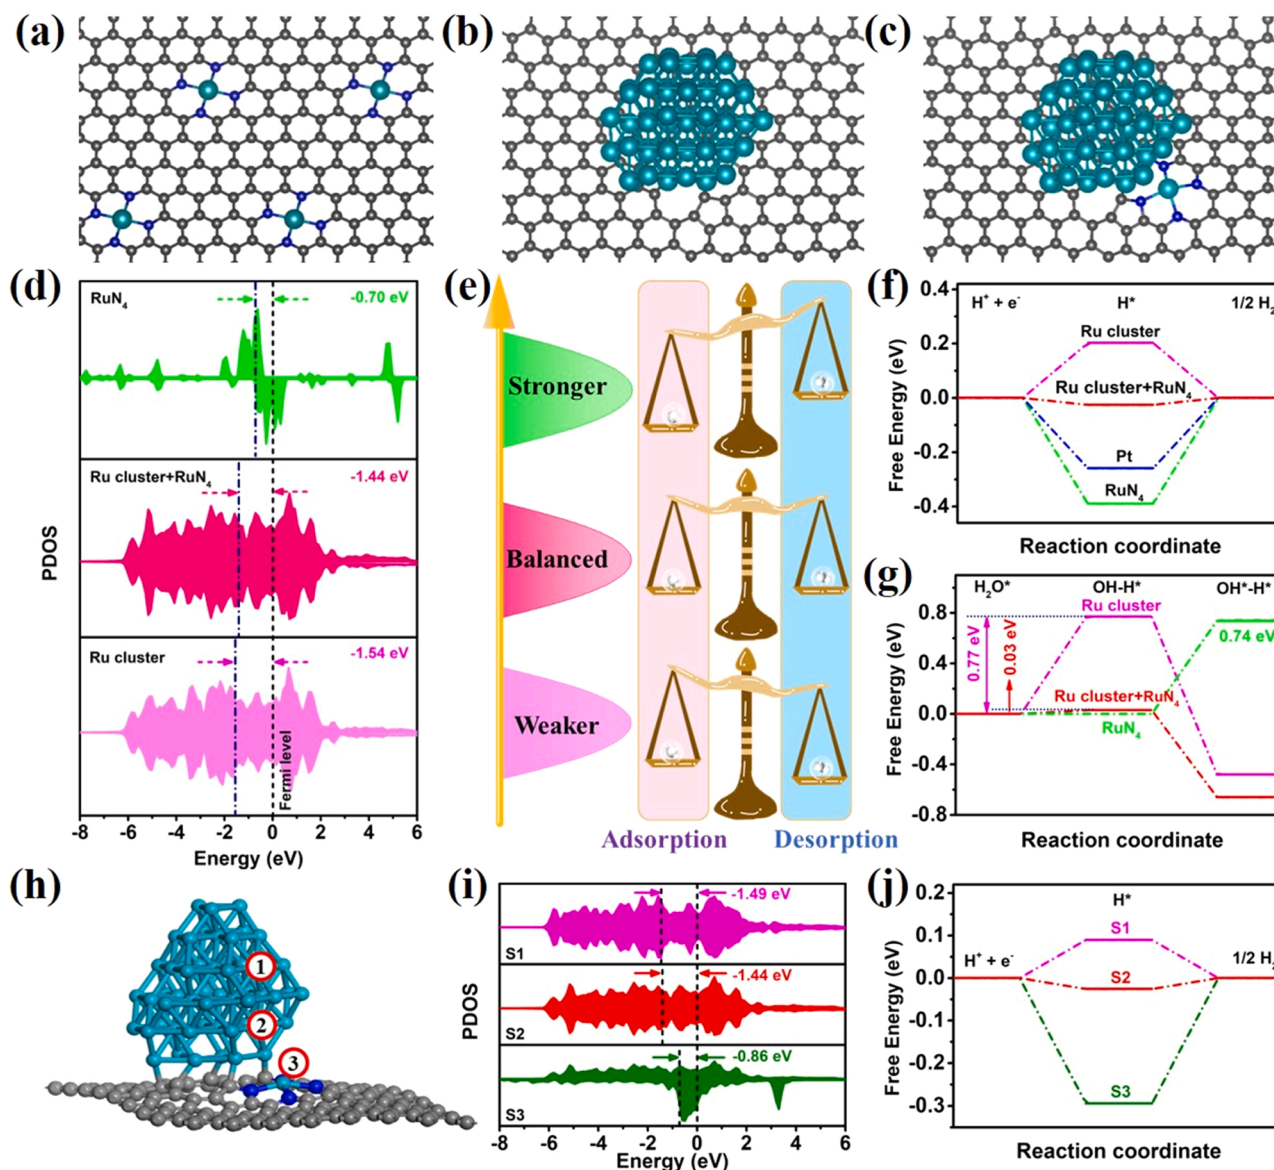 (a)
(b)
(c)
(d)
RuN4
-0.70 eV
Ru cluster+RuN4
-1.44 eV
Ru cluster
-1.54 eV
Fermi level
PDOS
-8 -6 -4 -2 0 2 4 6
Energy (eV)
(e)
Stronger
Balanced
Weaker
Adsorption
Desorption
(f)
0.4
0.2
0.0
-0.2
-0.4
Free Energy (eV)
H+ + e-
H*
1/2 H2
Ru cluster
Ru cluster+RuN4
Pt
RuN4
Reaction coordinate
(g)
0.8
0.4
0.0
-0.4
-0.8
Free Energy (eV)
H2O*
OH-H*
OH*-H*
Ru cluster
0.77 eV
0.03 eV
0.74 eV
Ru cluster+RuN4
RuN4
Reaction coordinate
(h)
1
2
3
(i)
-1.49 eV
S1
-1.44 eV
S2
-0.86 eV
S3
PDOS
-8 -6 -4 -2 0 2 4 6
Energy (eV)
(j)
0.2
0.1
0.0
-0.1
-0.2
-0.3
Free Energy (eV)
H*
S1
H+ + e-
1/2 H2
S2
S3
Reaction coordinate